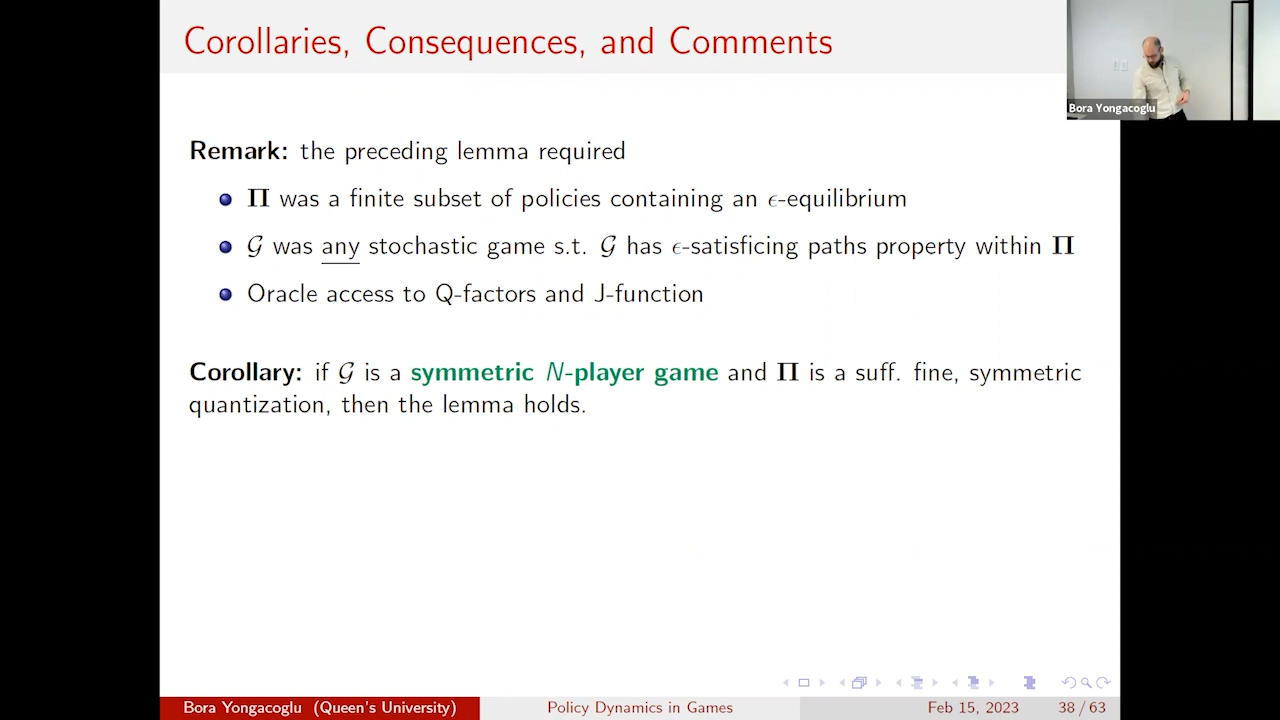 Corollaries, Consequences, and Comments
Bora Yongacoglu
Remark: the preceding lemma required
Π was a finite subset of policies containing an ϵ-equilibrium
𝒢 was any stochastic game s.t. 𝒢 has ϵ-satisficing paths property within Π
Oracle access to Q-factors and J-function
Corollary: if 𝒢 is a symmetric N-player game and Π is a suff. fine, symmetric
quantization, then the lemma holds.
Bora Yongacoglu (Queen's University)
Policy Dynamics in Games
Feb 15, 2023
38 / 63